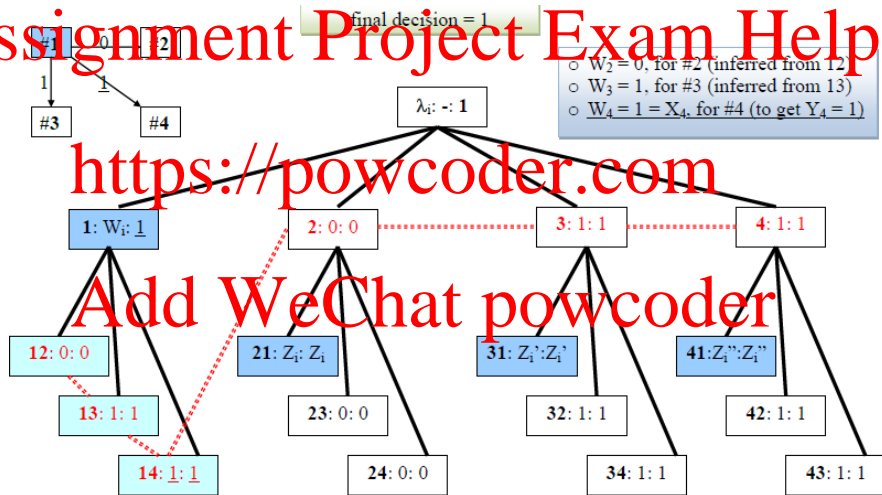 final decision = 1
ssignment Project Exam Help
#1
0
#2
1
1
#3
#4
o W₂ = 0, for #2 (inferred from 12)
o W₃ = 1, for #3 (inferred from 13)
o W₄ = 1 = X₄, for #4 (to get Y₄ = 1)
λᵢ: -: 1
https://powcoder.com
1: Wᵢ: 1
2: 0: 0
3: 1: 1
4: 1: 1
Add WeChat powcoder
12: 0: 0
21: Zᵢ: Zᵢ
31: Zᵢ’:Zᵢ’
41:Zᵢ”:Zᵢ”
13: 1: 1
23: 0: 0
32: 1: 1
42: 1: 1
14: 1: 1
24: 0: 0
34: 1: 1
43: 1: 1